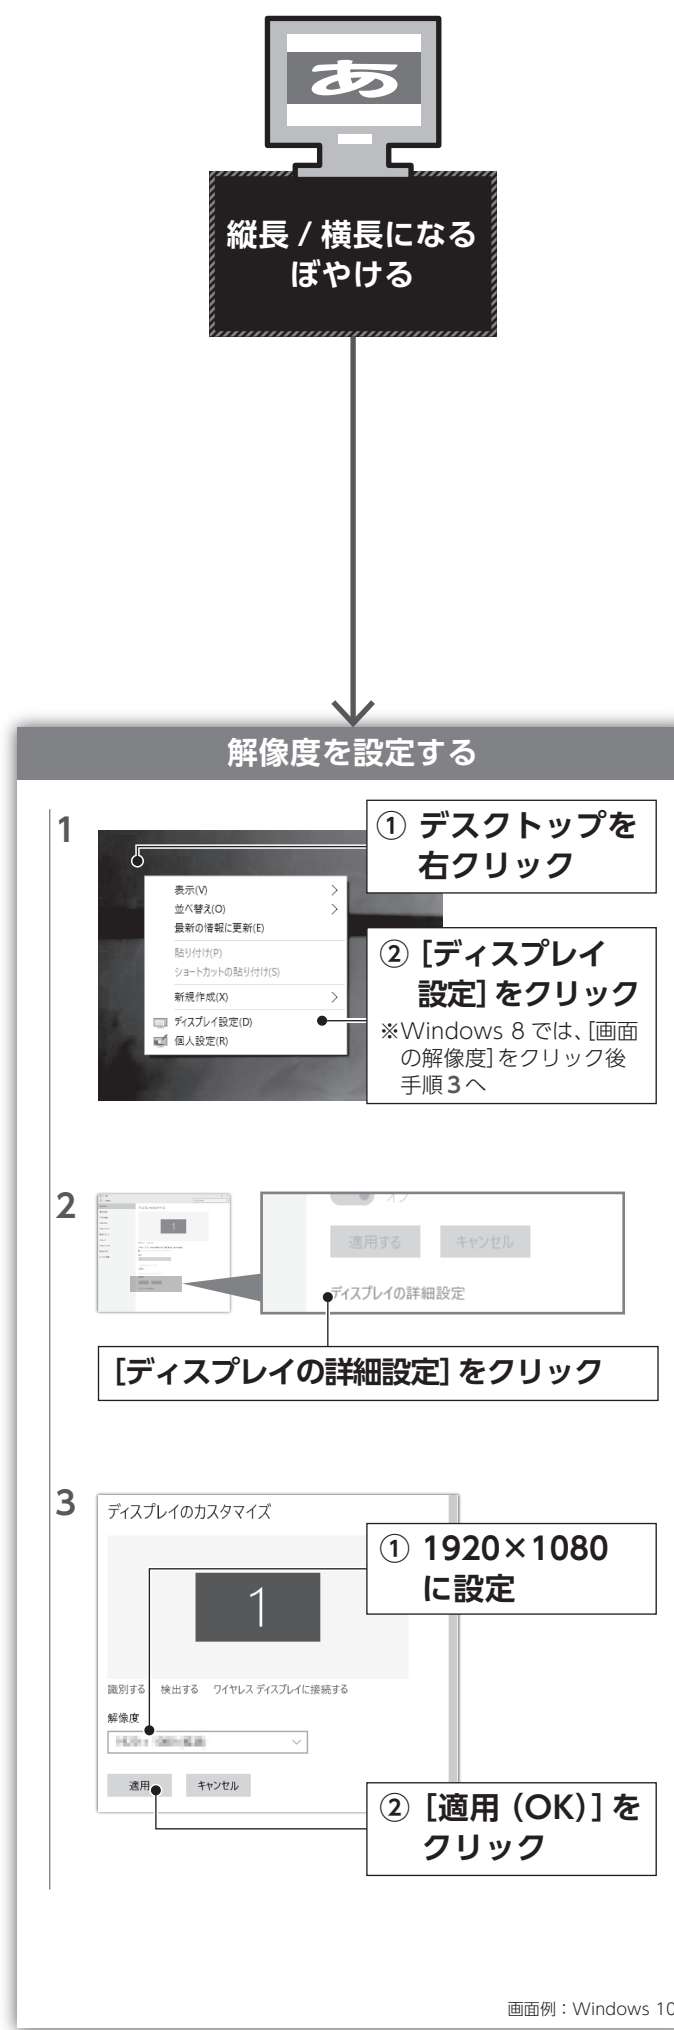 あ
縦長 / 横長になる
ぼやける
解像度を設定する
1
① デスクトップを
右クリック
表示(V)
並べ替え(O)
最新の情報に更新(E)
貼り付け(P)
ショートカットの貼り付け(S)
新規作成(X)
ディスプレイ設定(D)
個人設定(R)
② [ディスプレイ
設定] をクリック
※Windows 8 では、[画面
の解像度] をクリック後
手順 3 へ
2
1
オフ
適用する
キャンセル
ディスプレイの詳細設定
[ディスプレイの詳細設定] をクリック
3
ディスプレイのカスタマイズ
① 1920×1080
に設定
1
識別する 検出する ワイヤレス ディスプレイに接続する
解像度
適用 キャンセル
② [適用 (OK)] を
クリック
画面例：Windows 10